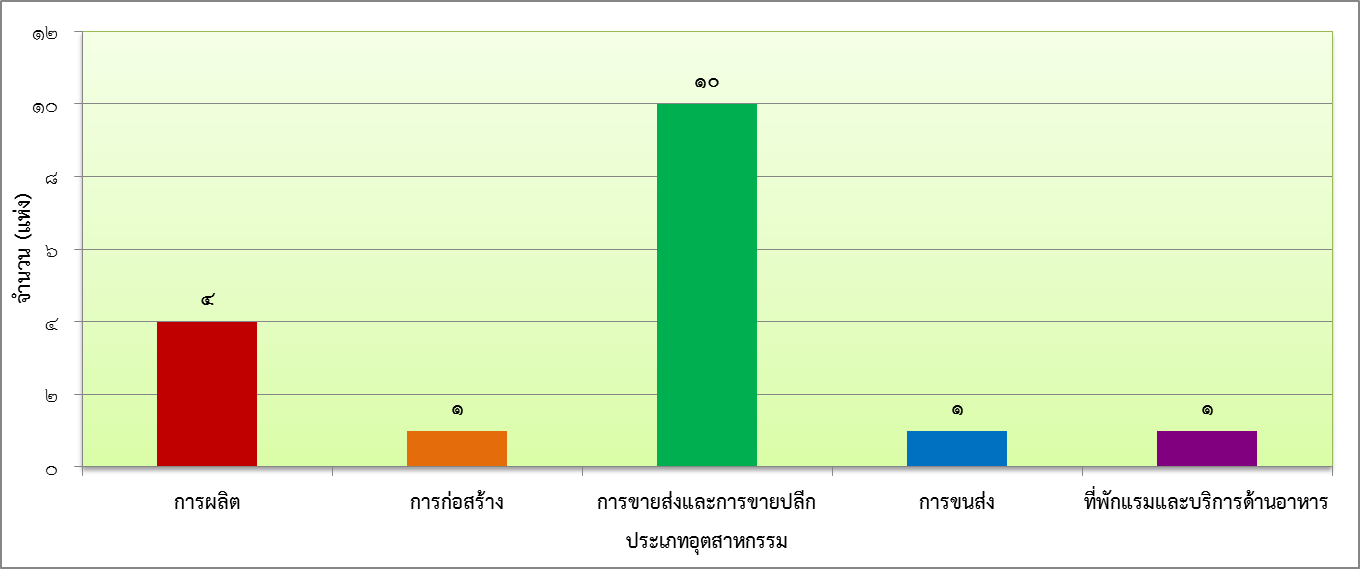 ๑๒
๑๐
๘
๖
๔
๒
๐
จำนวน (แห่ง)
๔
๑
๑๐
๑
๑
การผลิต
การก่อสร้าง
การขายส่งและการขายปลีก
การขนส่ง
ที่พักแรมและบริการด้านอาหาร
ประเภทอุตสาหกรรม